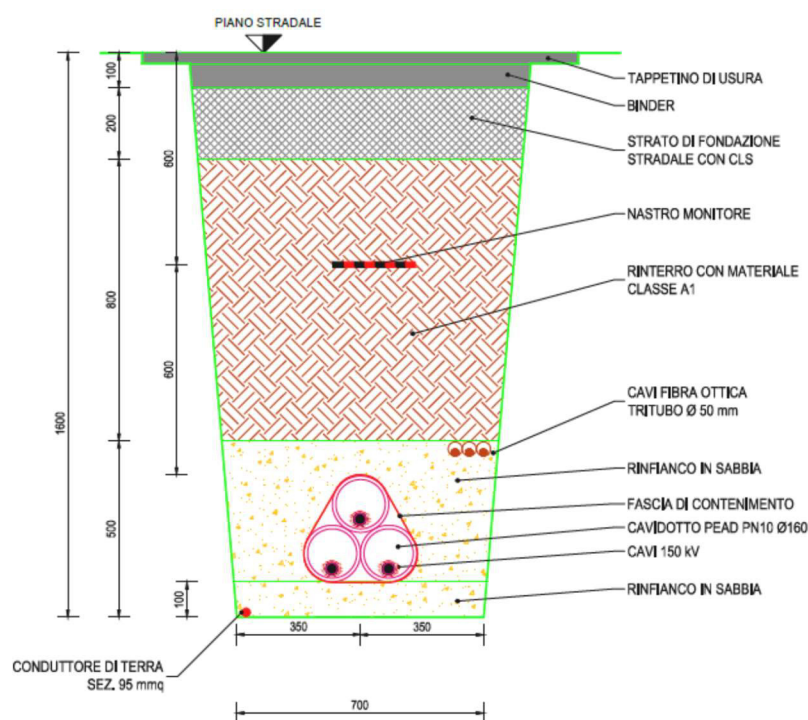 PIANO STRADALE
TAPPETINO DI USURA
BINDER
STRATO DI FONDAZIONE
STRADALE CON CLS
NASTRO MONITORE
RINTERRO CON MATERIALE
CLASSE A1
CAVI FIBRA OTTICA
TRITUBO Ø 50 mm
RINFIANCO IN SABBIA
FASCIA DI CONTENIMENTO
CAVIDOTTO PEAD PN10 Ø160
CAVI 150 kV
RINFIANCO IN SABBIA
CONDUTTORE DI TERRA
SEZ. 95 mmq
1600
100
200
800
500
600
600
100
350
350
700